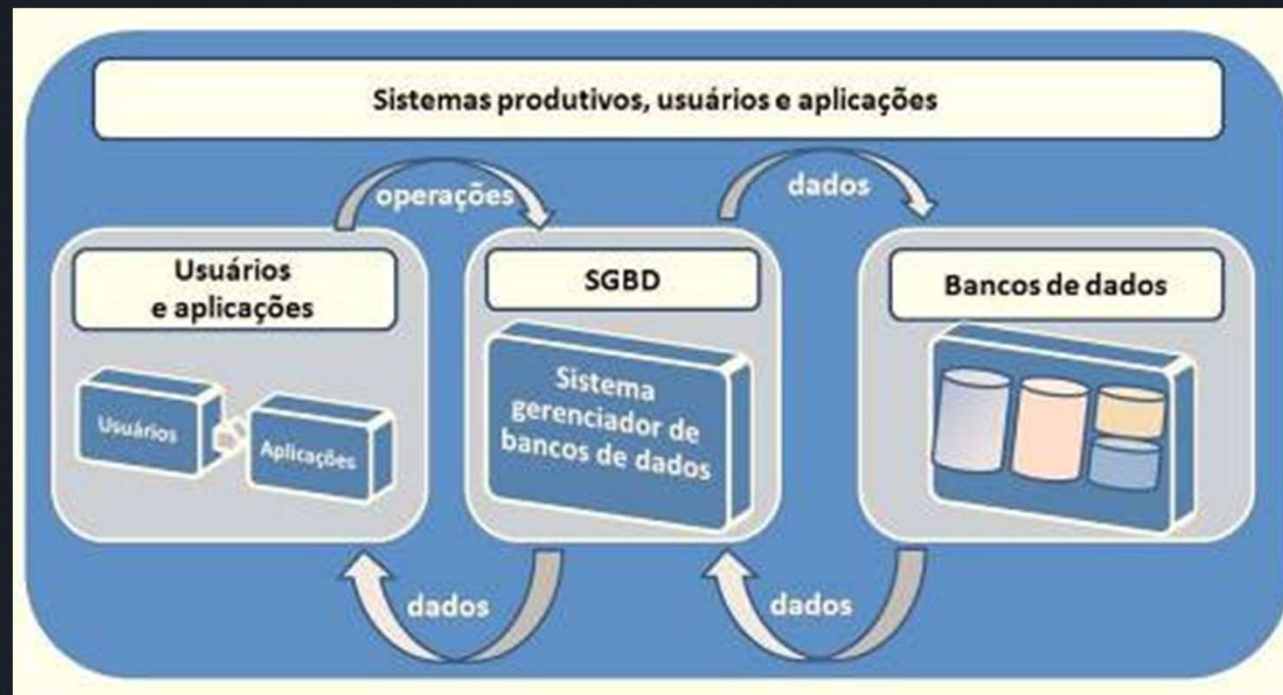 Sistemas produtivos, usuários e aplicações
operações
dados
Usuários
e aplicações
SGBD
Bancos de dados
Usuários
Aplicações
Sistema
gerenciador de
bancos de dados
dados
dados